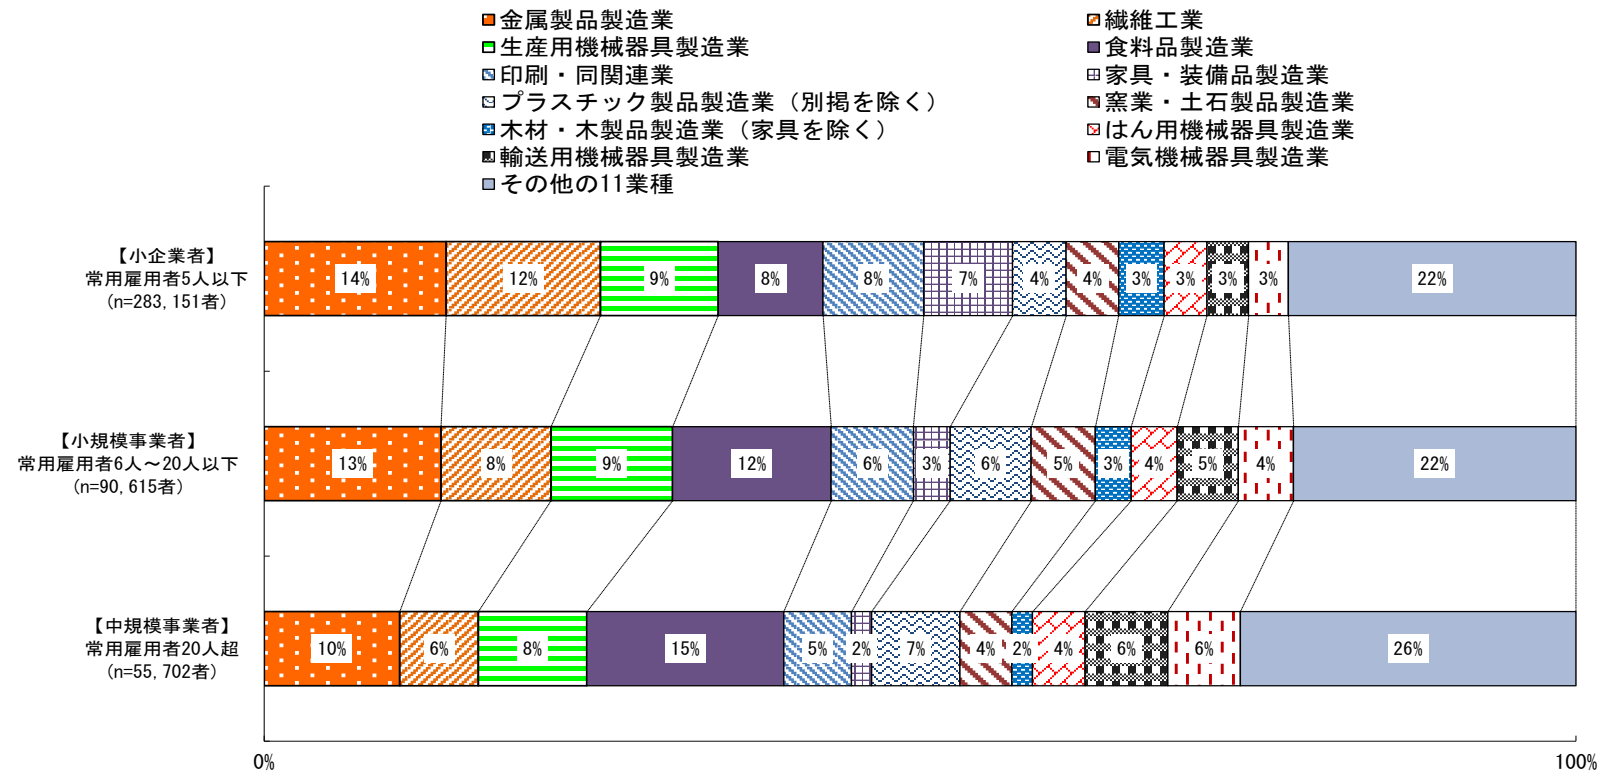 金属製品製造業
繊維工業
生産用機械器具製造業
食料品製造業
印刷・同関連業
家具・装備品製造業
プラスチック製品製造業（別掲を除く）
窯業・土石製品製造業
木材・木製品製造業（家具を除く）
はん用機械器具製造業
輸送用機械器具製造業
電気機械器具製造業
その他の11業種
【小企業者】
常用雇用者5人以下
(n=283,151者)
14% 12% 9% 8% 8% 7% 4% 4% 3% 3% 3% 3% 22%
【小規模事業者】
常用雇用者6人～20人以下
(n=90,615者)
13% 8% 9% 12% 6% 3% 6% 5% 3% 4% 5% 4% 22%
【中規模事業者】
常用雇用者20人超
(n=55,702者)
10% 6% 8% 15% 5% 2% 7% 4% 2% 4% 6% 6% 26%
0% 100%